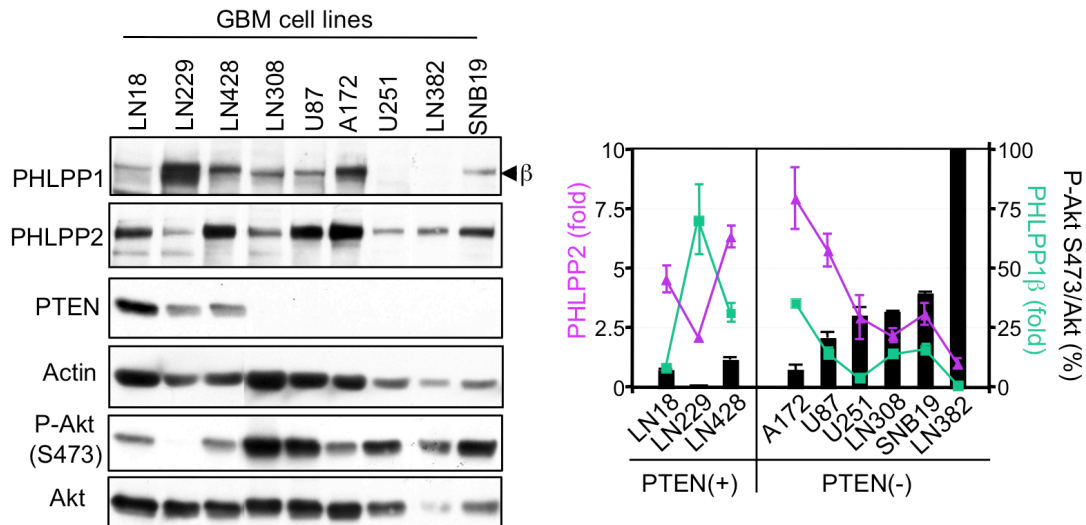 GBM cell lines
LN18 LN229 LN428 LN308 U87 A172 U251 LN382 SNB19
PHLPP1
β
PHLPP2
PTEN
Actin
P-Akt
(S473)
Akt
PHLPP2 (fold)
10
7.5
5
2.5
0
100
75
50
25
0
PHLPP1β (fold)
P-Akt S473/Akt (%)
LN18 LN229 LN428 A172 U87 U251 LN308 SNB19 LN382
PTEN(+) PTEN(-)